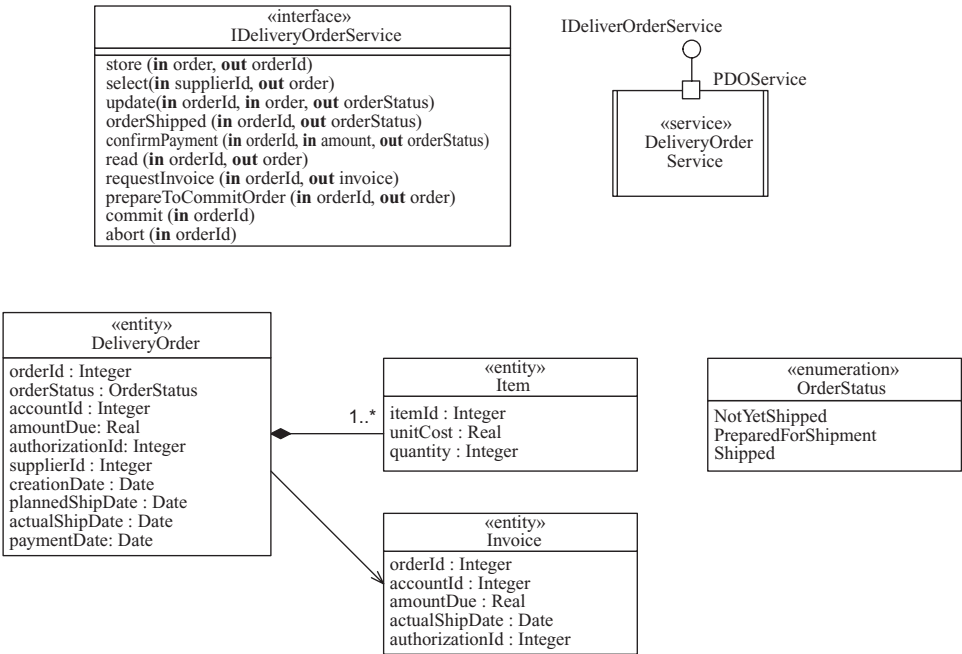 «interface»
IDeliveryOrderService
store (in order, out orderId)
select(in supplierId, out order)
update(in orderId, in order, out orderStatus)
orderShipped (in orderId, out orderStatus)
confirmPayment (in orderId, in amount, out orderStatus)
read (in orderId, out order)
requestInvoice (in orderId, out invoice)
prepareToCommitOrder (in orderId, out order)
commit (in orderId)
abort (in orderId)
IDeliverOrderService
PDOService
«service»
DeliveryOrder
Service
«entity»
DeliveryOrder
orderId : Integer
orderStatus : OrderStatus
accountId : Integer
amountDue: Real
authorizationId: Integer
supplierId : Integer
creationDate : Date
plannedShipDate : Date
actualShipDate : Date
paymentDate: Date
1..*
«entity»
Item
itemId : Integer
unitCost : Real
quantity : Integer
«enumeration»
OrderStatus
NotYetShipped
PreparedForShipment
Shipped
«entity»
Invoice
orderId : Integer
accountId : Integer
amountDue : Real
actualShipDate : Date
authorizationId : Integer